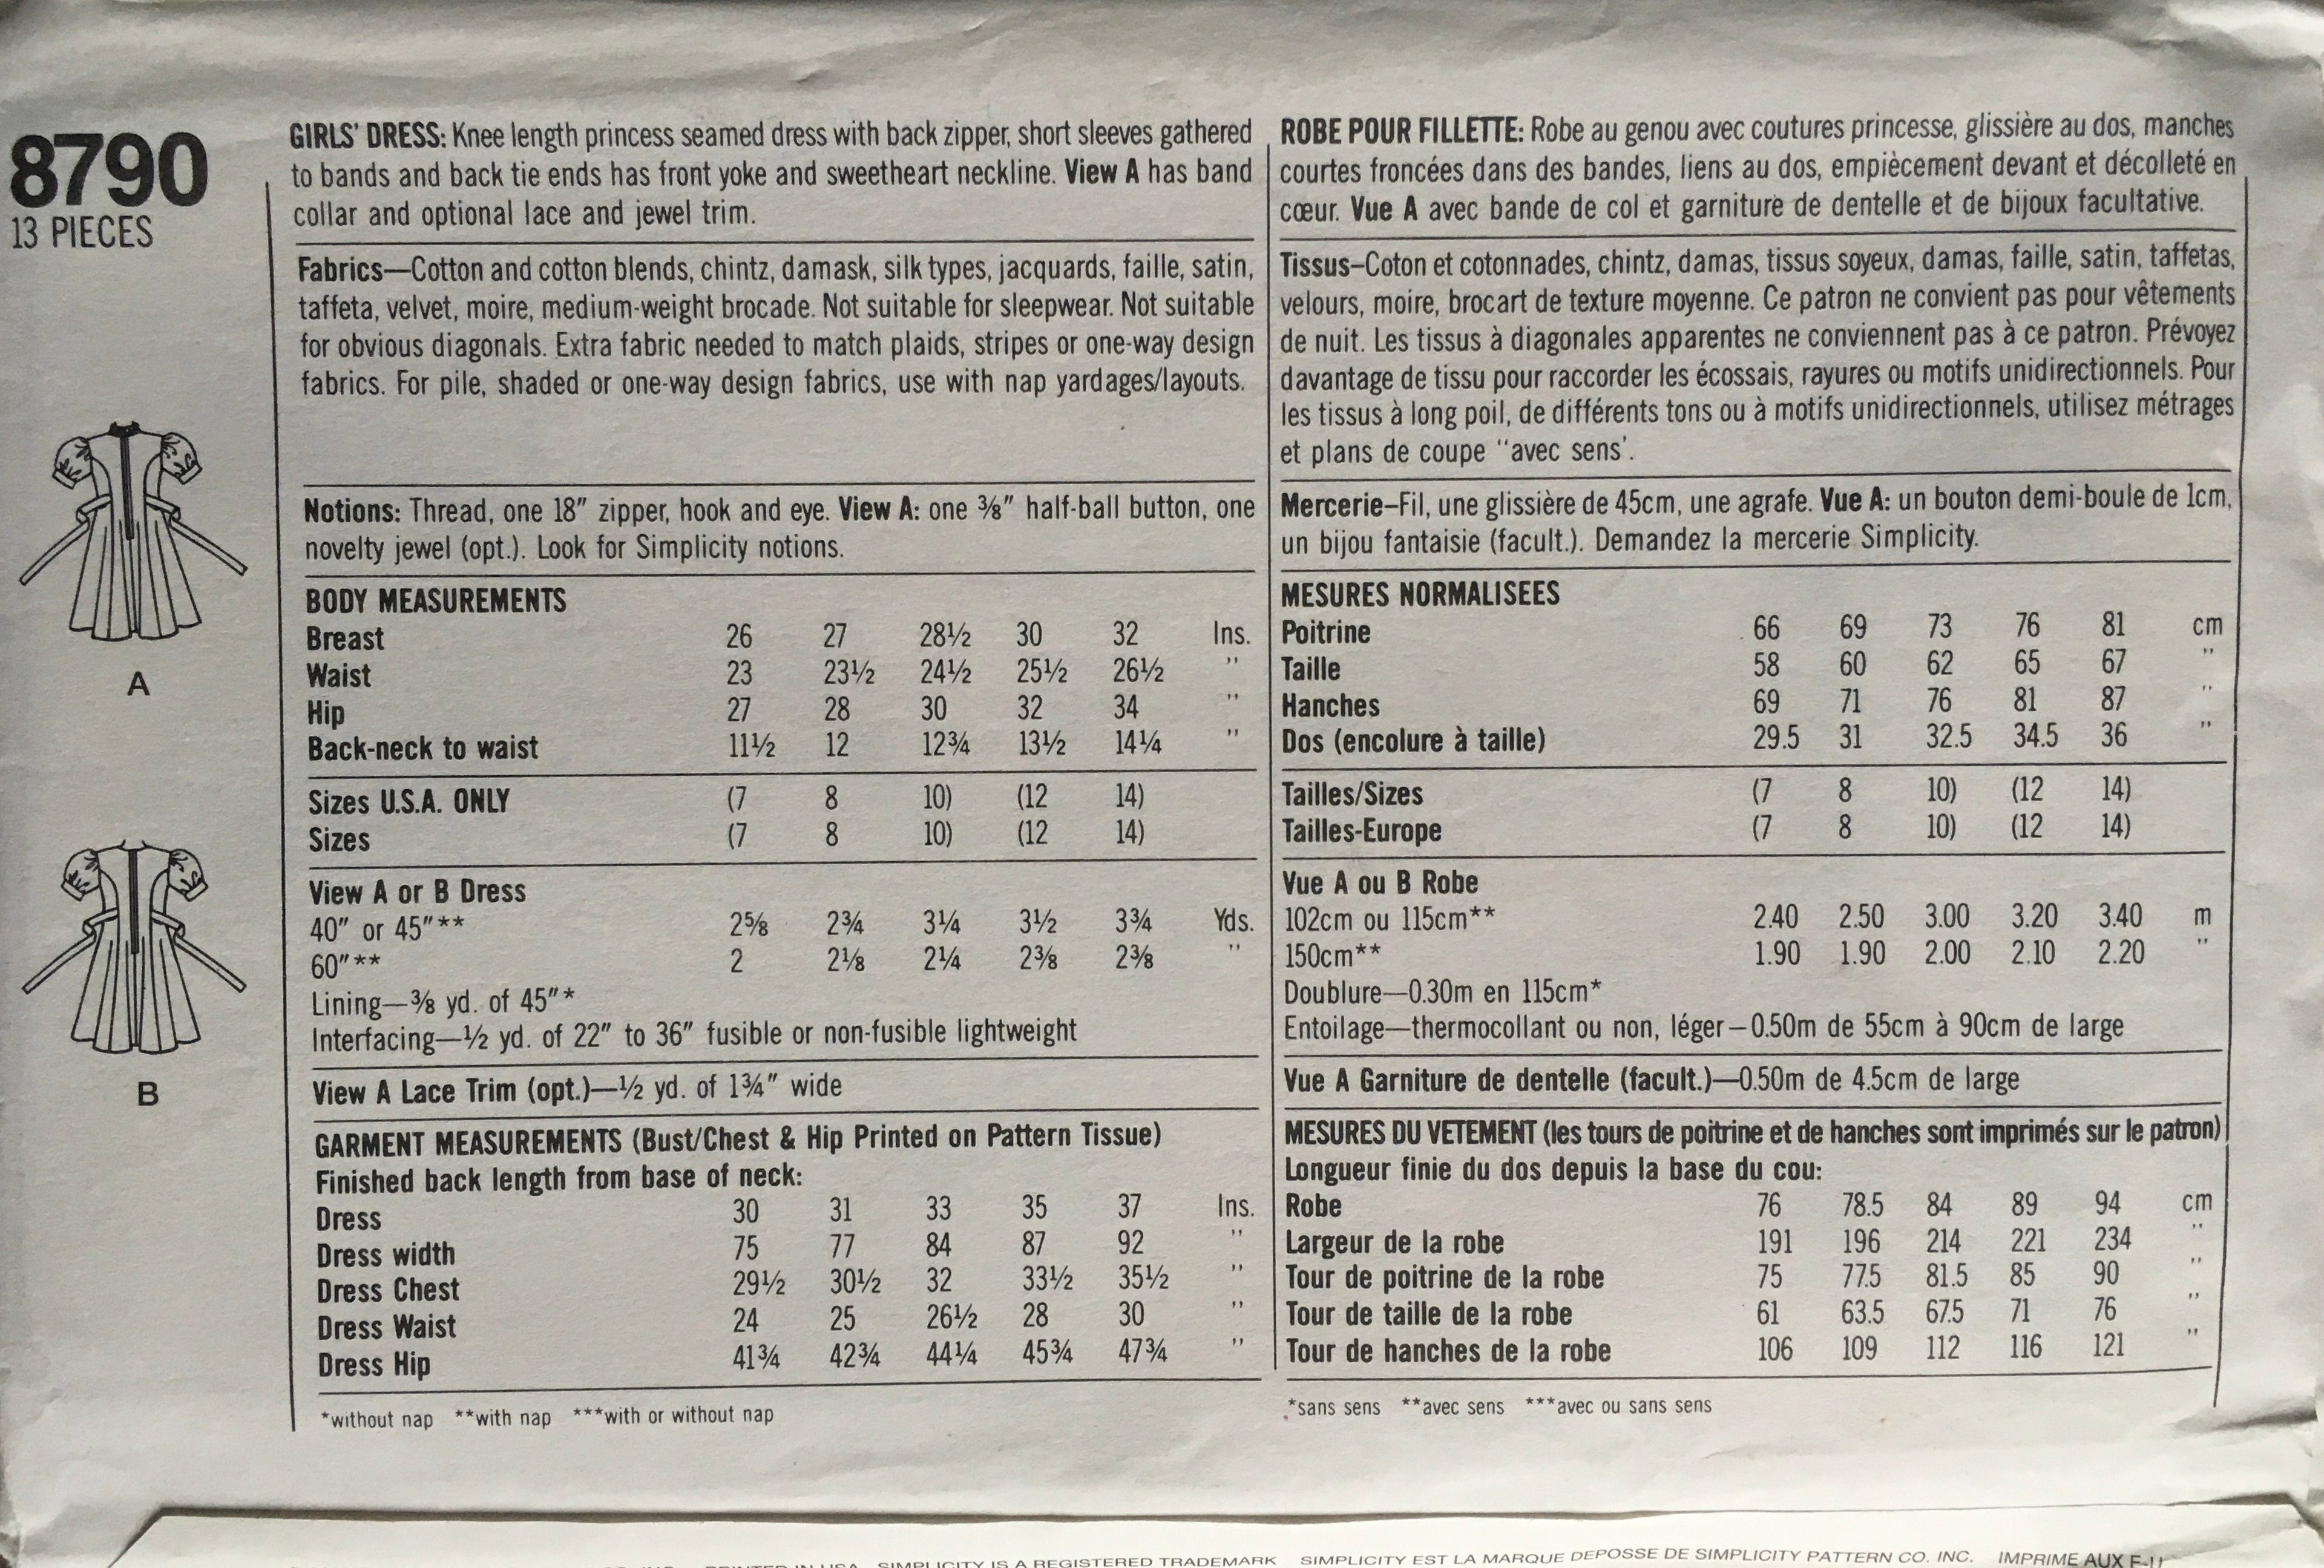 8790
13 PIECES
A
B
GIRLS' DRESS: Knee length princess seamed dress with back zipper, short sleeves gathered
to bands and back tie ends has front yoke and sweetheart neckline. View A has band
collar and optional lace and jewel trim.
Fabrics—Cotton and cotton blends, chintz, damask, silk types, jacquards, faille, satin,
taffeta, velvet, moire, medium-weight brocade. Not suitable for sleepwear. Not suitable
for obvious diagonals. Extra fabric needed to match plaids, stripes or one-way design
fabrics. For pile, shaded or one-way design fabrics, use with nap yardages/layouts.
Notions: Thread, one 18″ zipper, hook and eye. View A: one ⅜″ half-ball button, one
novelty jewel (opt.). Look for Simplicity notions.
BODY MEASUREMENTS
Breast 26 27 28½ 30 32 Ins.
Waist 23 23½ 24½ 25½ 26½ ″
Hip 27 28 30 32 34 ″
Back-neck to waist 11½ 12 12¾ 13½ 14¼ ″
Sizes U.S.A. ONLY (7 8 10) (12 14)
Sizes (7 8 10) (12 14)
View A or B Dress
40″ or 45″** 2⅝ 2¾ 3¼ 3½ 3¾ Yds.
60″** 2 2⅛ 2¼ 2⅜ 2⅜ ″
Lining—⅜ yd. of 45″*
Interfacing—½ yd. of 22″ to 36″ fusible or non-fusible lightweight
View A Lace Trim (opt.)—½ yd. of 1¾″ wide
GARMENT MEASUREMENTS (Bust/Chest & Hip Printed on Pattern Tissue)
Finished back length from base of neck:
Dress 30 31 33 35 37 Ins.
Dress width 75 77 84 87 92 ″
Dress Chest 29½ 30½ 32 33½ 35½ ″
Dress Waist 24 25 26½ 28 30 ″
Dress Hip 41¾ 42¾ 44¼ 45¾ 47¾ ″
*without nap **with nap ***with or without nap
ROBE POUR FILLETTE: Robe au genou avec coutures princesse, glissière au dos, manches
courtes froncées dans des bandes, liens au dos, empiècement devant et décolleté en
cœur. Vue A avec bande de col et garniture de dentelle et de bijoux facultative.
Tissus–Coton et cotonnades, chintz, damas, tissus soyeux, damas, faille, satin, taffetas,
velours, moire, brocart de texture moyenne. Ce patron ne convient pas pour vêtements
de nuit. Les tissus à diagonales apparentes ne conviennent pas à ce patron. Prévoyez
davantage de tissu pour raccorder les écossais, rayures ou motifs unidirectionnels. Pour
les tissus à long poil, de différents tons ou à motifs unidirectionnels, utilisez métrages
et plans de coupe ″avec sens'.
Mercerie–Fil, une glissière de 45cm, une agrafe. Vue A: un bouton demi-boule de 1cm,
un bijou fantaisie (facult.). Demandez la mercerie Simplicity.
MESURES NORMALISEES
Poitrine 66 69 73 76 81 cm
Taille 58 60 62 65 67 ″
Hanches 69 71 76 81 87 ″
Dos (encolure à taille) 29.5 31 32.5 34.5 36 ″
Tailles/Sizes (7 8 10) (12 14)
Tailles-Europe (7 8 10) (12 14)
Vue A ou B Robe
102cm ou 115cm** 2.40 2.50 3.00 3.20 3.40 m
150cm** 1.90 1.90 2.00 2.10 2.20 ″
Doublure—0.30m en 115cm*
Entoilage—thermocollant ou non, léger–0.50m de 55cm à 90cm de large
Vue A Garniture de dentelle (facult.)—0.50m de 4.5cm de large
MESURES DU VETEMENT (les tours de poitrine et de hanches sont imprimés sur le patron)
Longueur finie du dos depuis la base du cou:
Robe 76 78.5 84 89 94 cm
Largeur de la robe 191 196 214 221 234 ″
Tour de poitrine de la robe 75 77.5 81.5 85 90 ″
Tour de taille de la robe 61 63.5 67.5 71 76 ″
Tour de hanches de la robe 106 109 112 116 121 ″
*sans sens **avec sens ***avec ou sans sens
PRINTED IN USA SIMPLICITY IS A REGISTERED TRADEMARK SIMPLICITY EST LA MARQUE DEPOSSE DE SIMPLICITY PATTERN CO. INC. IMPRIME AUX E-U